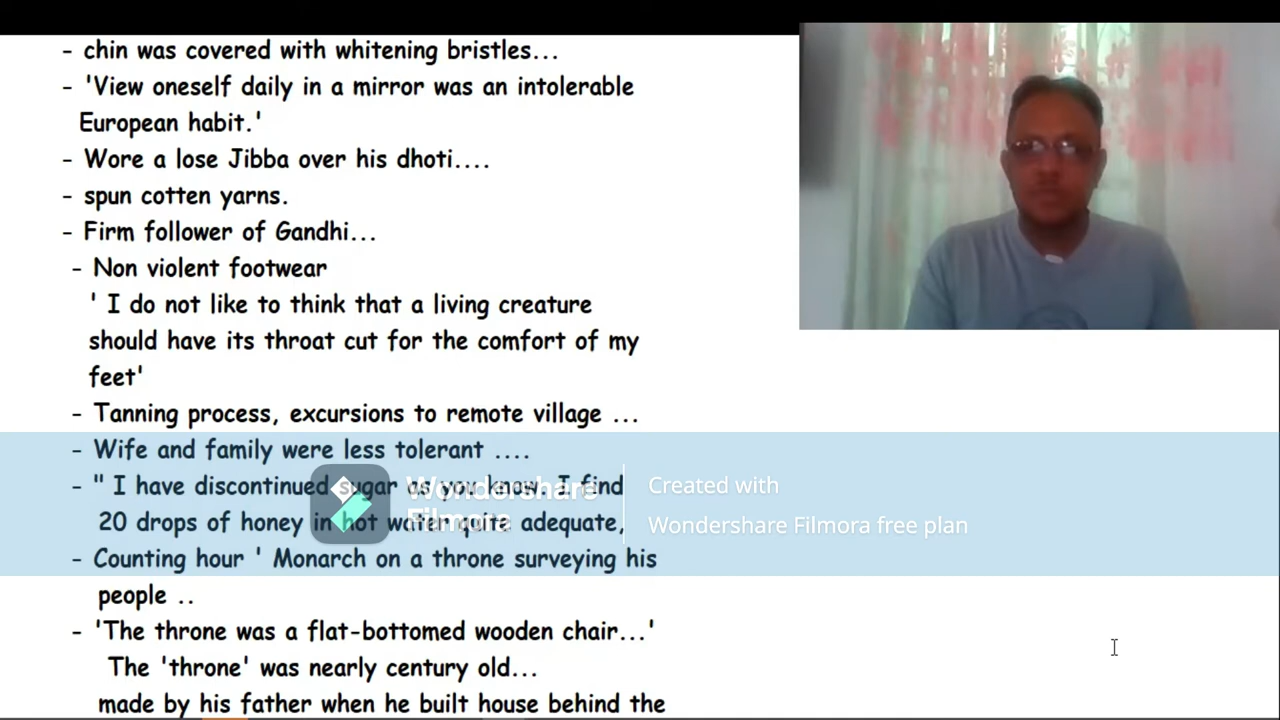 - chin was covered with whitening bristles...
- 'View oneself daily in a mirror was an intolerable
European habit.'
- Wore a lose Jibba over his dhoti....
- spun cotten yarns.
- Firm follower of Gandhi...
- Non violent footwear
' I do not like to think that a living creature
should have its throat cut for the comfort of my
feet'
- Tanning process, excursions to remote village ...
- Wife and family were less tolerant ....
- " I have discontinued sugar as you know. I find
20 drops of honey in hot water quite adequate,
Wondershare
Filmora
Created with
Wondershare Filmora free plan
- Counting hour ' Monarch on a throne surveying his
people ..
- 'The throne was a flat-bottomed wooden chair...'
The 'throne' was nearly century old...
made by his father when he built house behind the